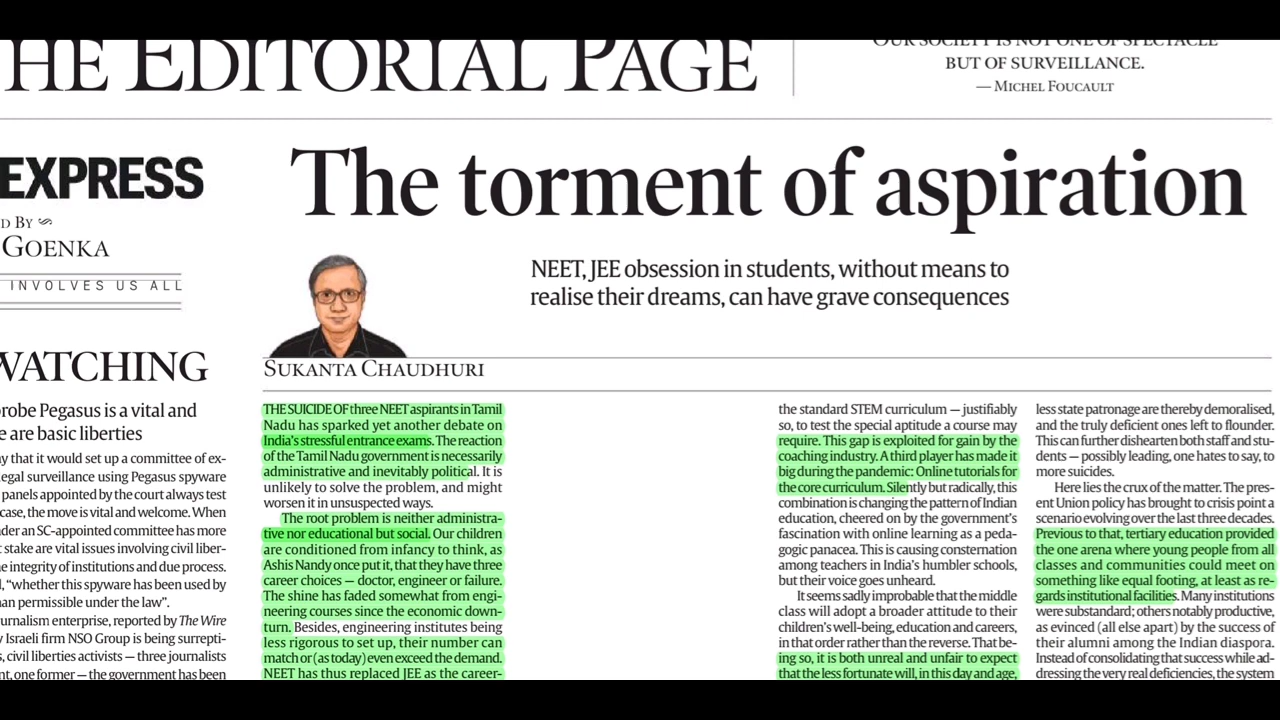 HE EDITORIAL PAGE
OUR SOCIETY IS NOT ONE OF SPECTACLE
BUT OF SURVEILLANCE.
— MICHEL FOUCAULT
EXPRESS
D BY
GOENKA
INVOLVES US ALL
WATCHING
robe Pegasus is a vital and
e are basic liberties
y that it would set up a committee of ex-
legal surveillance using Pegasus spyware
panels appointed by the court always test
case, the move is vital and welcome. When
der an SC-appointed committee has more
stake are vital issues involving civil liber-
e integrity of institutions and due process.
l, “whether this spyware has been used by
an permissible under the law”.
urnalism enterprise, reported by The Wire
y Israeli firm NSO Group is being surrepti-
s, civil liberties activists — three journalists
nt, one former — the government has been
The torment of aspiration
NEET, JEE obsession in students, without means to
realise their dreams, can have grave consequences
SUKANTA CHAUDHURI
THE SUICIDE OF three NEET aspirants in Tamil
Nadu has sparked yet another debate on
India’s stressful entrance exams. The reaction
of the Tamil Nadu government is necessarily
administrative and inevitably political. It is
unlikely to solve the problem, and might
worsen it in unsuspected ways.
The root problem is neither administra-
tive nor educational but social. Our children
are conditioned from infancy to think, as
Ashis Nandy once put it, that they have three
career choices — doctor, engineer or failure.
The shine has faded somewhat from engi-
neering courses since the economic down-
turn. Besides, engineering institutes being
less rigorous to set up, their number can
match or (as today) even exceed the demand.
NEET has thus replaced JEE as the career-
the standard STEM curriculum — justifiably
so, to test the special aptitude a course may
require. This gap is exploited for gain by the
coaching industry. A third player has made it
big during the pandemic: Online tutorials for
the core curriculum. Silently but radically, this
combination is changing the pattern of Indian
education, cheered on by the government’s
fascination with online learning as a peda-
gogic panacea. This is causing consternation
among teachers in India’s humbler schools,
but their voice goes unheard.
It seems sadly improbable that the middle
class will adopt a broader attitude to their
children’s well-being, education and careers,
in that order rather than the reverse. That be-
ing so, it is both unreal and unfair to expect
that the less fortunate will, in this day and age,
less state patronage are thereby demoralised,
and the truly deficient ones left to flounder.
This can further dishearten both staff and stu-
dents — possibly leading, one hates to say, to
more suicides.
Here lies the crux of the matter. The pres-
ent Union policy has brought to crisis point a
scenario evolving over the last three decades.
Previous to that, tertiary education provided
the one arena where young people from all
classes and communities could meet on
something like equal footing, at least as re-
gards institutional facilities. Many institutions
were substandard; others notably productive,
as evinced (all else apart) by the success of
their alumni among the Indian diaspora.
Instead of consolidating that success while ad-
dressing the very real deficiencies, the system